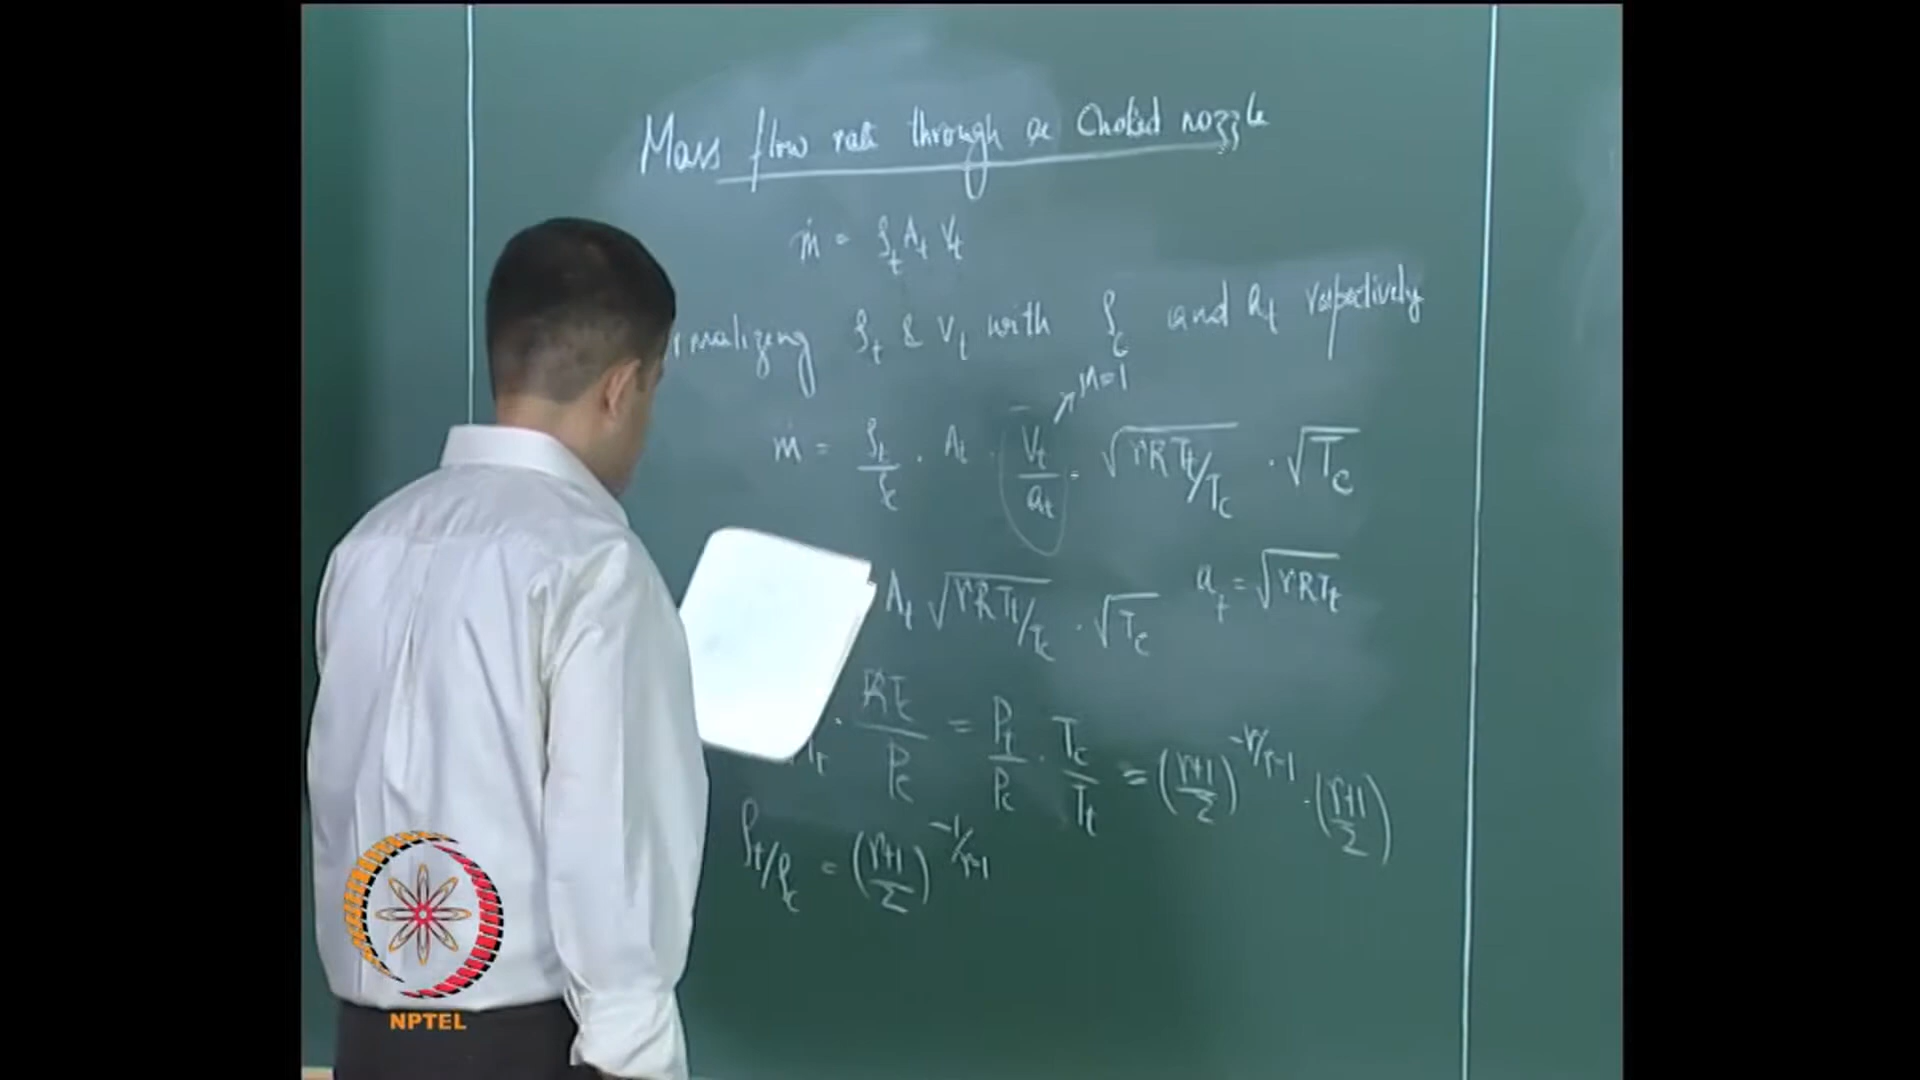 Mass flow rate through a Choked nozzle
ṁ = ρt At Vt
rmalizing ρt & Vt with ρc and at respectively
M=1
ṁ = ρt/ρc · At · Vt/at · √(γRTt/Tc) · √Tc
At √(γRTt/Tc) · √Tc at = √(γRTt)
· RTc/Pc = Pt/Pc · Tc/Tt = ((γ+1)/2)^(-γ/γ-1) · ((γ+1)/2)
ρt/ρc = ((γ+1)/2)^(-1/γ-1)
NPTEL